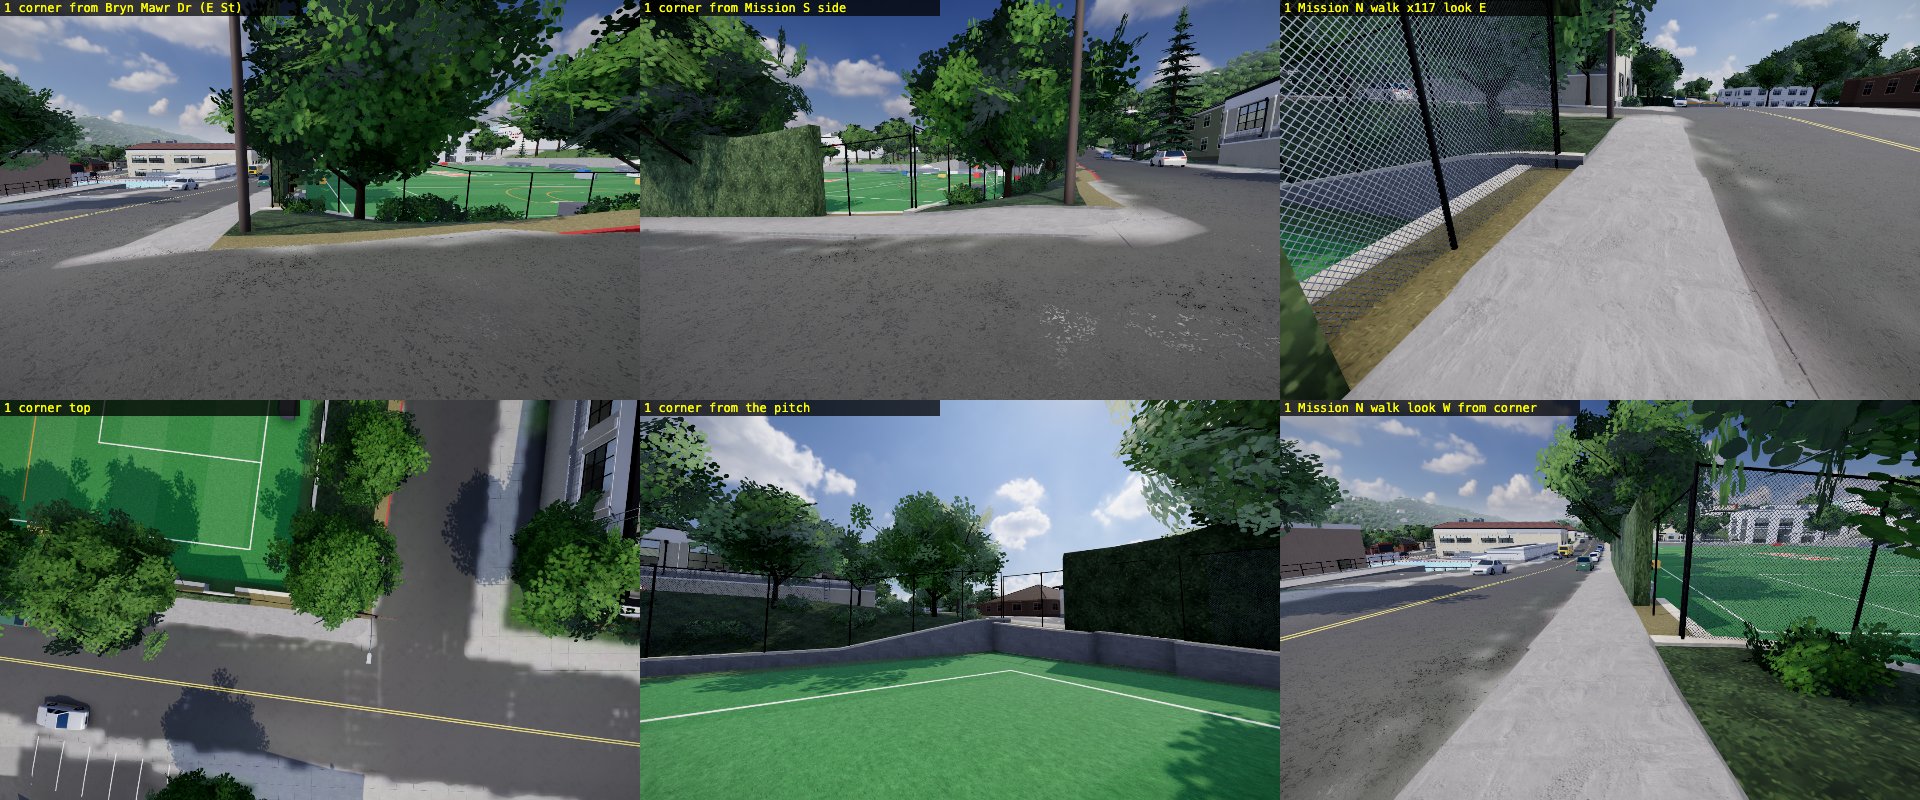 1 corner from Bryn Mawr Dr (E St)
1 corner from Mission S side
1 Mission N walk x117 look E
1 corner top
1 corner from the pitch
1 Mission N walk look W from corner